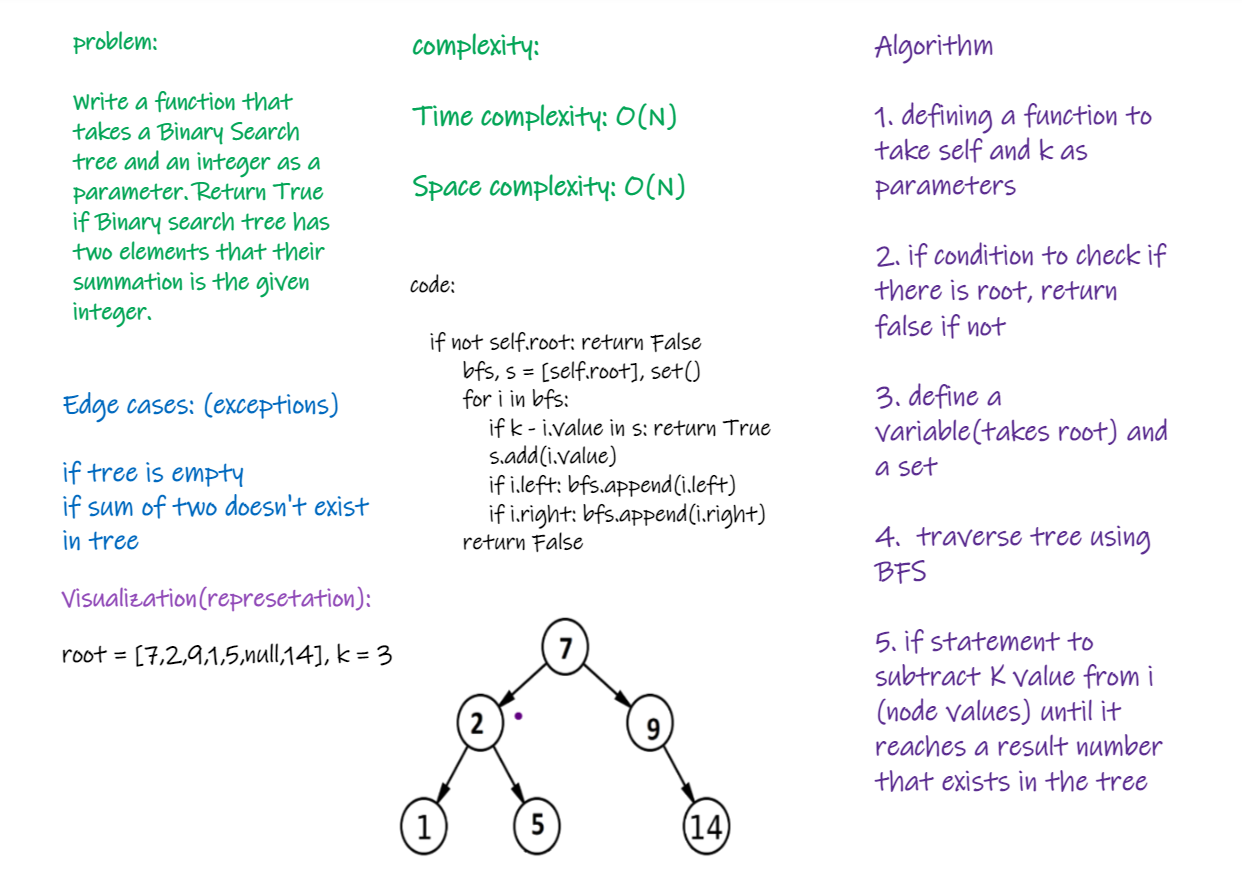 problem:
Write a function that
takes a Binary Search
tree and an integer as a
parameter. Return True
if Binary search tree has
two elements that their
summation is the given
integer.
Edge cases: (exceptions)
if tree is empty
if sum of two doesn't exist
in tree
Visualization(represetation):
root = [7,2,9,1,5,null,14], k = 3
complexity:
Time complexity: O(N)
Space complexity: O(N)
code:
if not self.root: return False
bfs, s = [self.root], set()
for i in bfs:
if k - i.value in s: return True
s.add(i.value)
if i.left: bfs.append(i.left)
if i.right: bfs.append(i.right)
return False
7
2
9
1
5
14
Algorithm
1. defining a function to
take self and k as
parameters
2. if condition to check if
there is root, return
false if not
3. define a
variable(takes root) and
a set
4. traverse tree using
BFS
5. if statement to
subtract K value from i
(node values) until it
reaches a result number
that exists in the tree